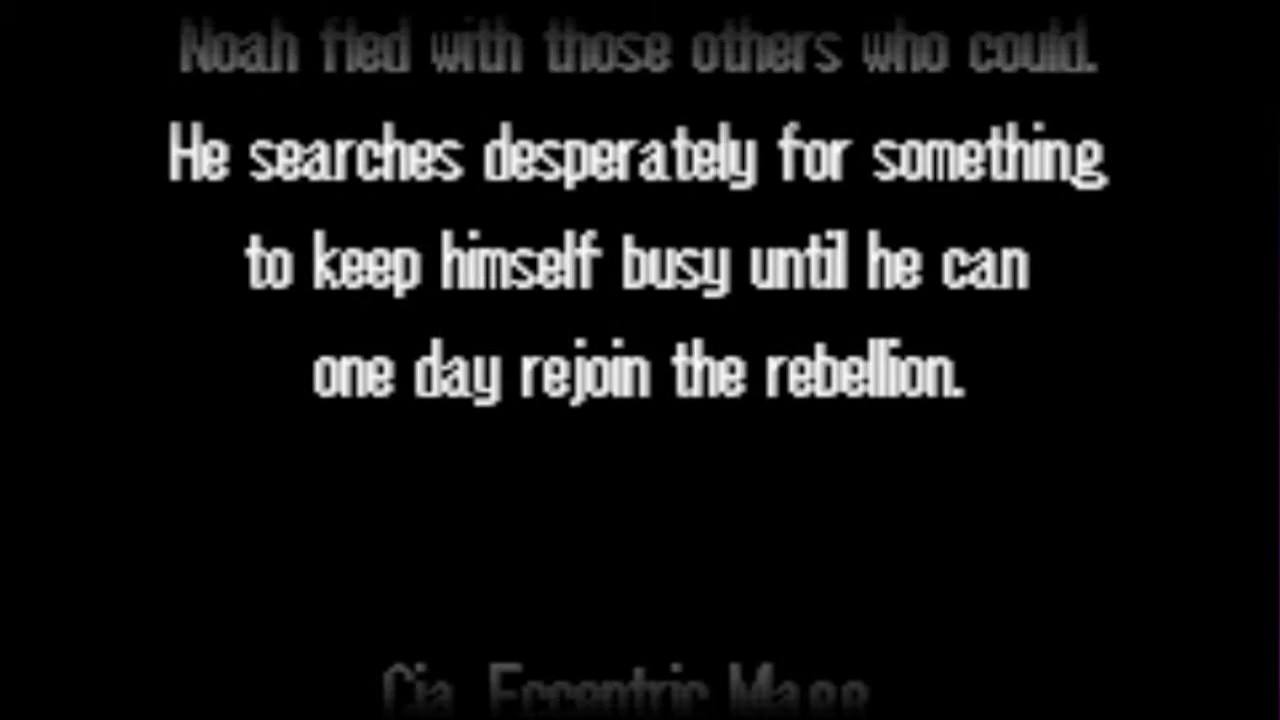 Noah fled with those others who could.
He searches desperately for something
to keep himself busy until he can
one day rejoin the rebellion.
Cia, Eccentric Mage